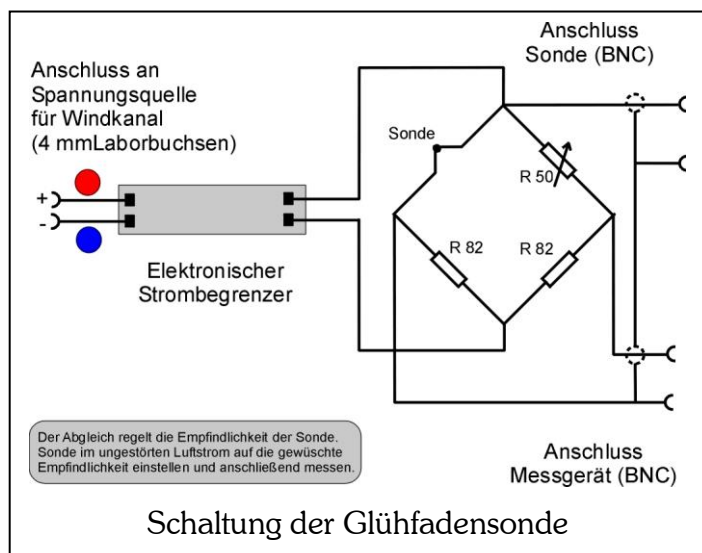 Anschluss
Sonde (BNC)
Anschluss an
Spannungsquelle
für Windkanal
(4 mmLaborbuchsen)
Sonde
R 50
+
-
R 82
R 82
Elektronischer
Strombegrenzer
Der Abgleich regelt die Empfindlichkeit der Sonde.
Sonde im ungestörten Luftstrom auf die gewüschte
Empfindlichkeit einstellen und anschließend messen.
Anschluss
Messgerät (BNC)
Schaltung der Glühfadensonde